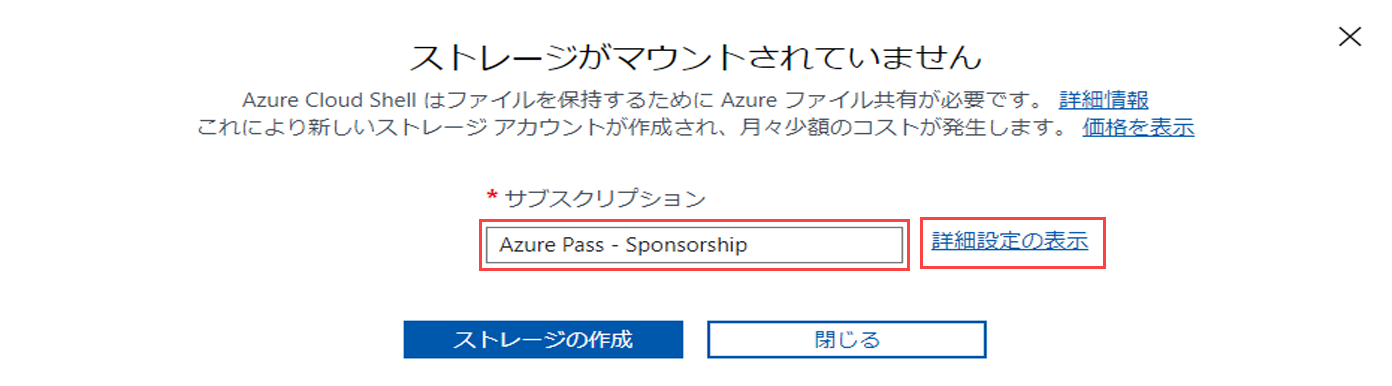 ストレージがマウントされていません
Azure Cloud Shell はファイルを保持するために Azure ファイル共有が必要です。 詳細情報
これにより新しいストレージ アカウントが作成され、月々少額のコストが発生します。 価格を表示
* サブスクリプション
Azure Pass - Sponsorship
詳細設定の表示
ストレージの作成
閉じる